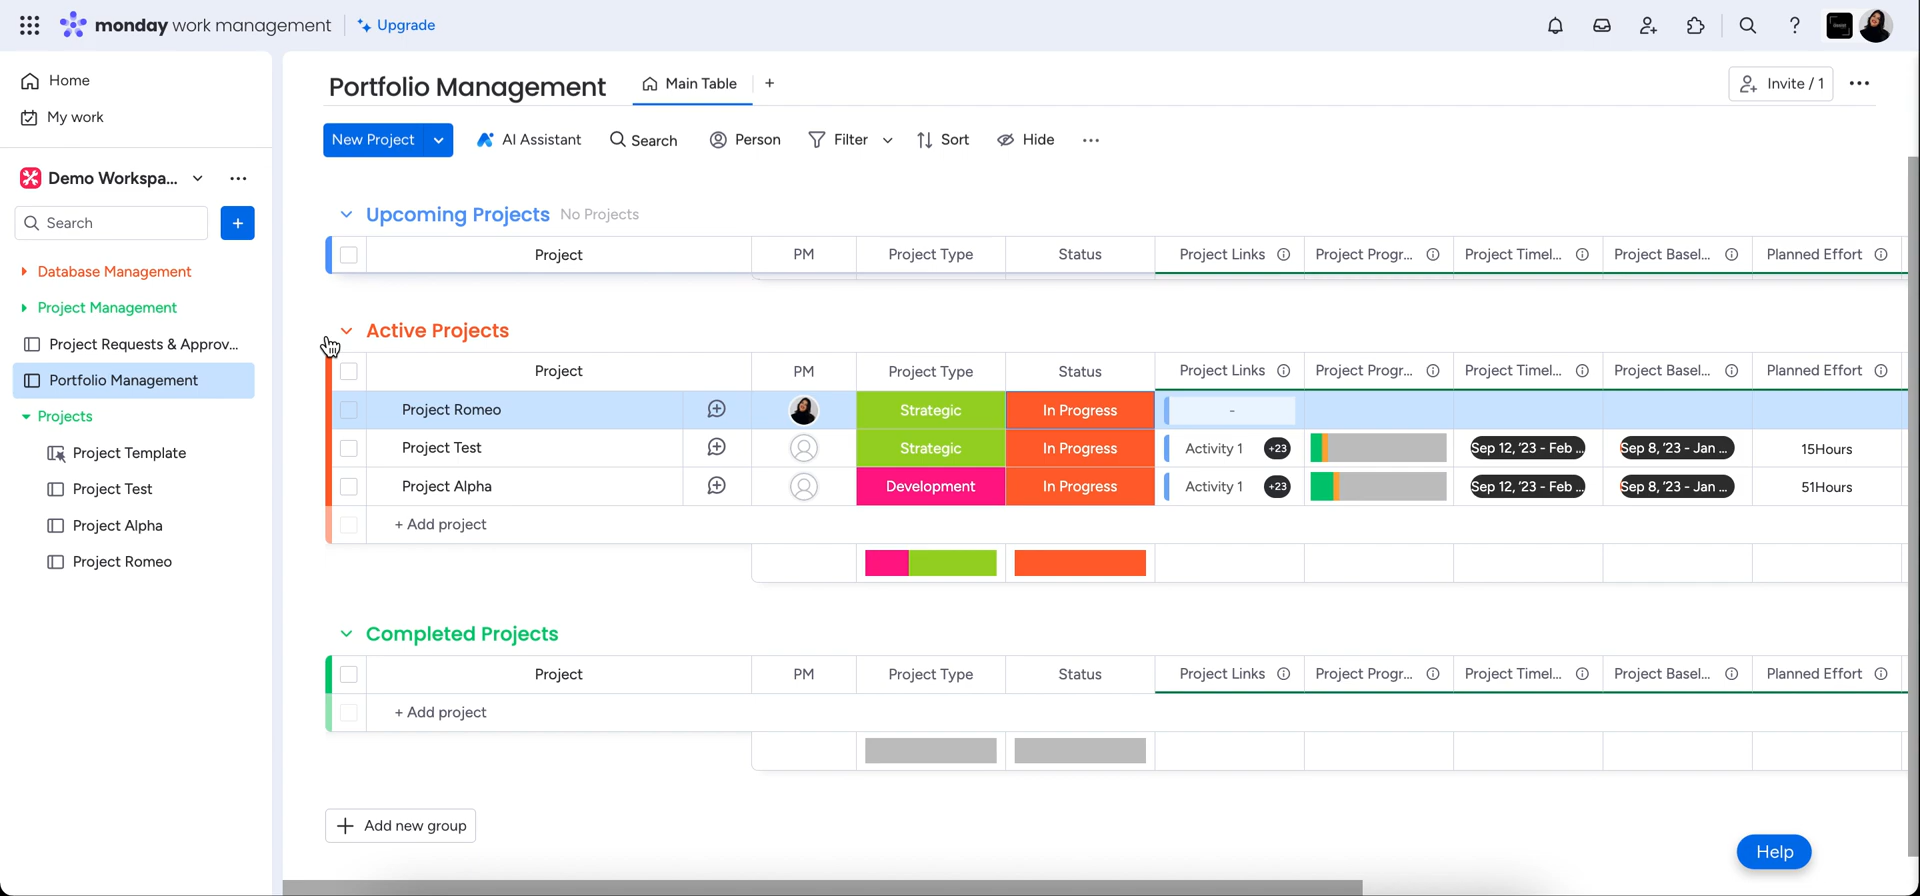 monday work management
Upgrade
Home
My work
Demo Workspa...
Search
Database Management
Project Management
Project Requests & Approv...
Portfolio Management
Projects
Project Template
Project Test
Project Alpha
Project Romeo
Portfolio Management
Main Table
+
Invite / 1
New Project
AI Assistant
Search
Person
Filter
Sort
Hide
Upcoming Projects No Projects
Project PM Project Type Status Project Links Project Progr... Project Timel... Project Basel... Planned Effort
Active Projects
Project PM Project Type Status Project Links Project Progr... Project Timel... Project Basel... Planned Effort
Project Romeo Strategic In Progress -
Project Test Strategic In Progress Activity 1 +23 Sep 12, '23 - Feb ... Sep 8, '23 - Jan ... 15Hours
Project Alpha Development In Progress Activity 1 +23 Sep 12, '23 - Feb ... Sep 8, '23 - Jan ... 51Hours
+ Add project
Completed Projects
Project PM Project Type Status Project Links Project Progr... Project Timel... Project Basel... Planned Effort
+ Add project
+ Add new group
Help